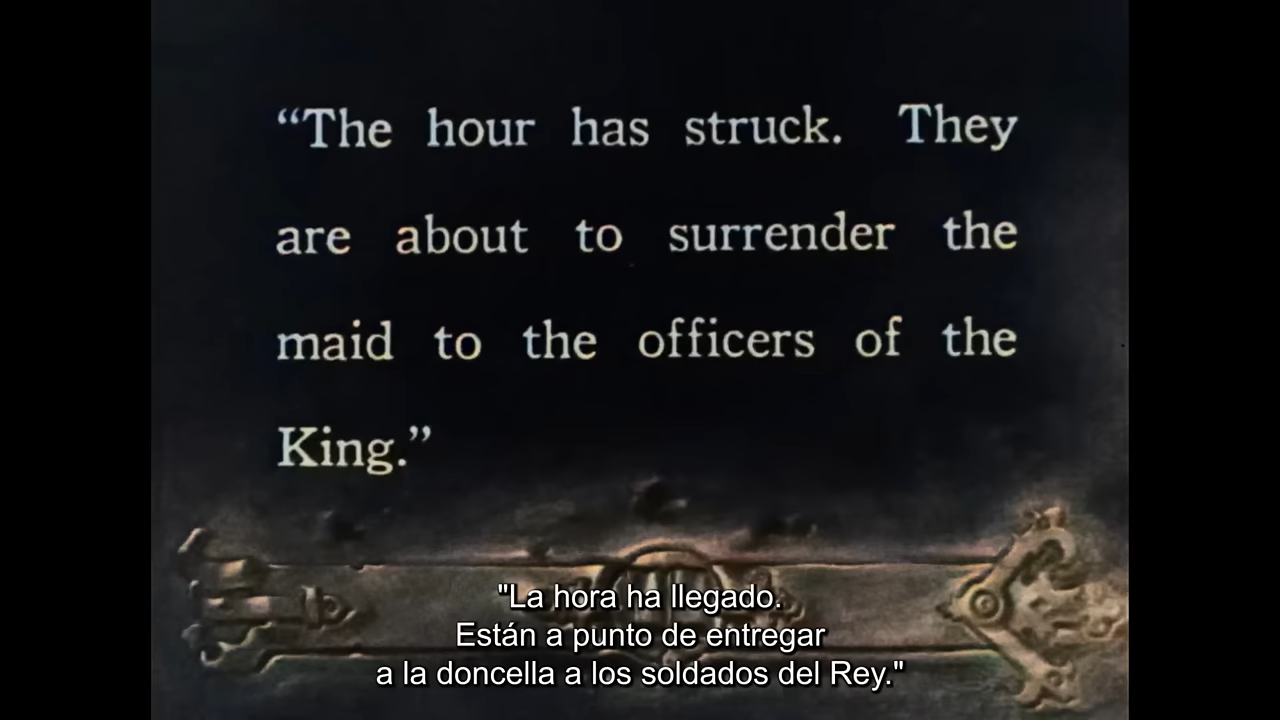 “The hour has struck. They
are about to surrender the
maid to the officers of the
King.”
"La hora ha llegado.
Están a punto de entregar
a la doncella a los soldados del Rey."